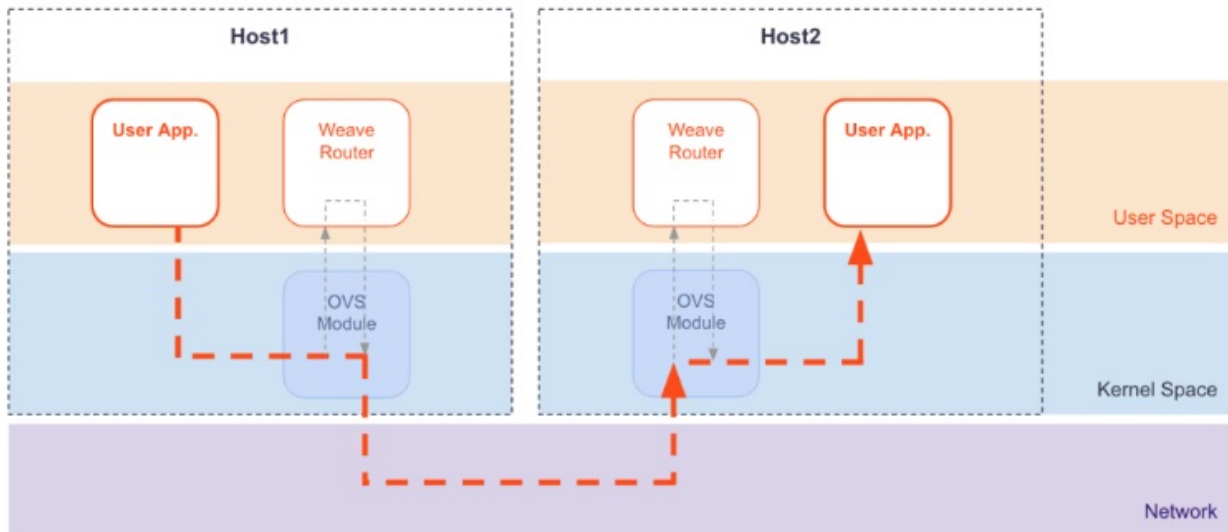 Host1
Host2
User App.
Weave
Router
Weave
Router
User App.
User Space
OVS
Module
OVS
Module
Kernel Space
Network